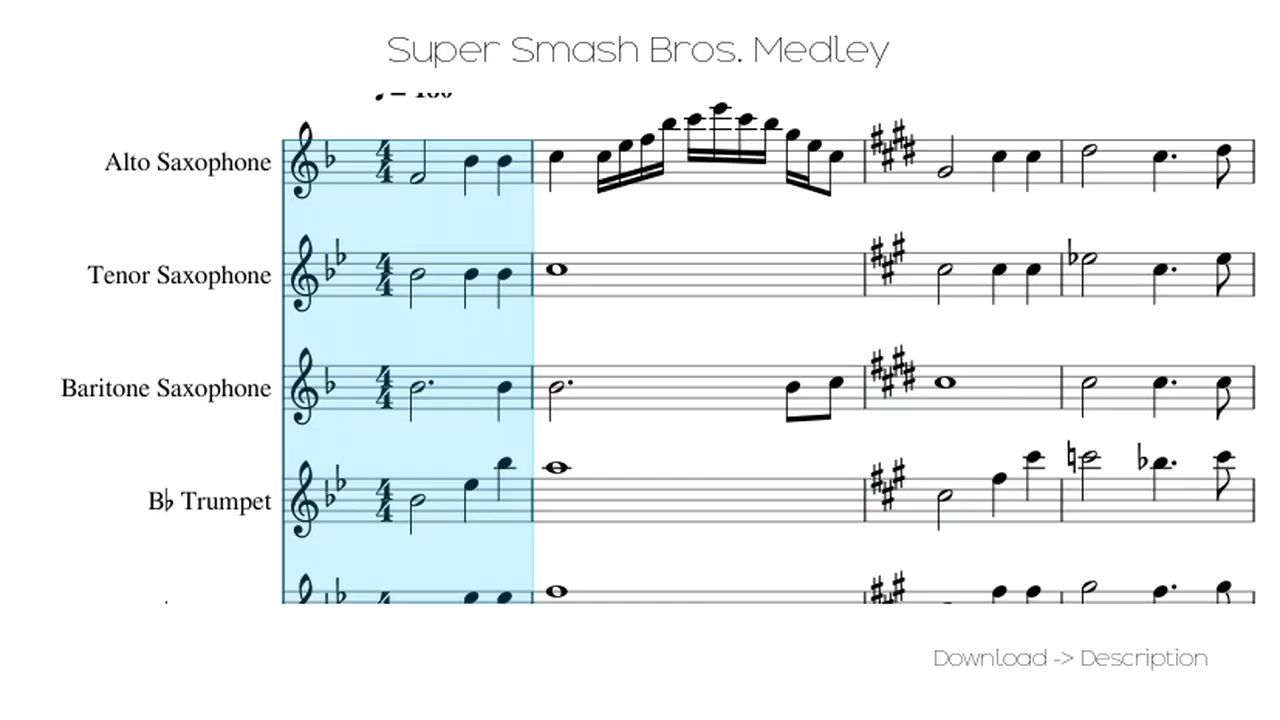 Super Smash Bros. Medley
Alto Saxophone
Tenor Saxophone
Baritone Saxophone
B♭ Trumpet
Download -> Description